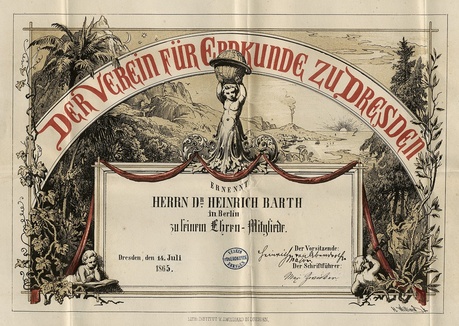 DER VEREIN FÜR ERDKUNDE ZU DRESDEN
ERNENNT
HERRN DR. HEINRICH BARTH
in Berlin
zu seinem Ehren-Mitgliede.
Dresden, den 14. Juli
1865.
Der Vorsitzende:
Der Schriftführer: